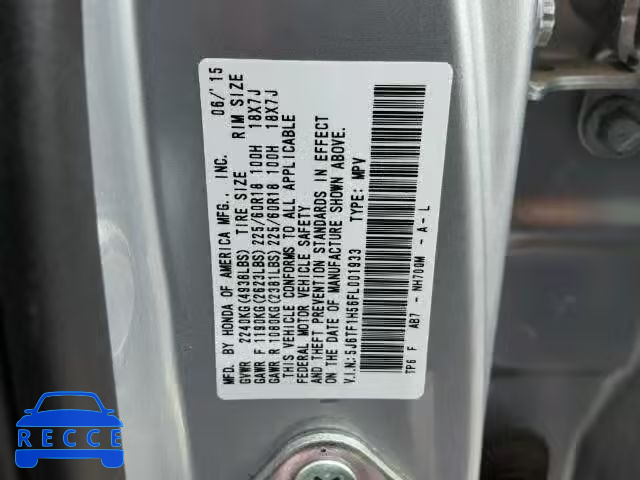 MFD. BY HONDA OF AMERICA MFG., INC. 06/'15
GVWR 2240KG(4938LBS) TIRE SIZE RIM SIZE
GAWR F 1190KG(2623LBS) 225/60R18 100H 18X7J
GAWR R 1080KG(2381LBS) 225/60R18 100H 18X7J
THIS VEHICLE CONFORMS TO ALL APPLICABLE
FEDERAL MOTOR VEHICLE SAFETY
AND THEFT PREVENTION STANDARDS IN EFFECT
ON THE DATE OF MANUFACTURE SHOWN ABOVE.
V.I.N.: 5J6TF1H56FL001933 TYPE: MPV
TP6 F AB7 - NH700M - A - L
RECCE